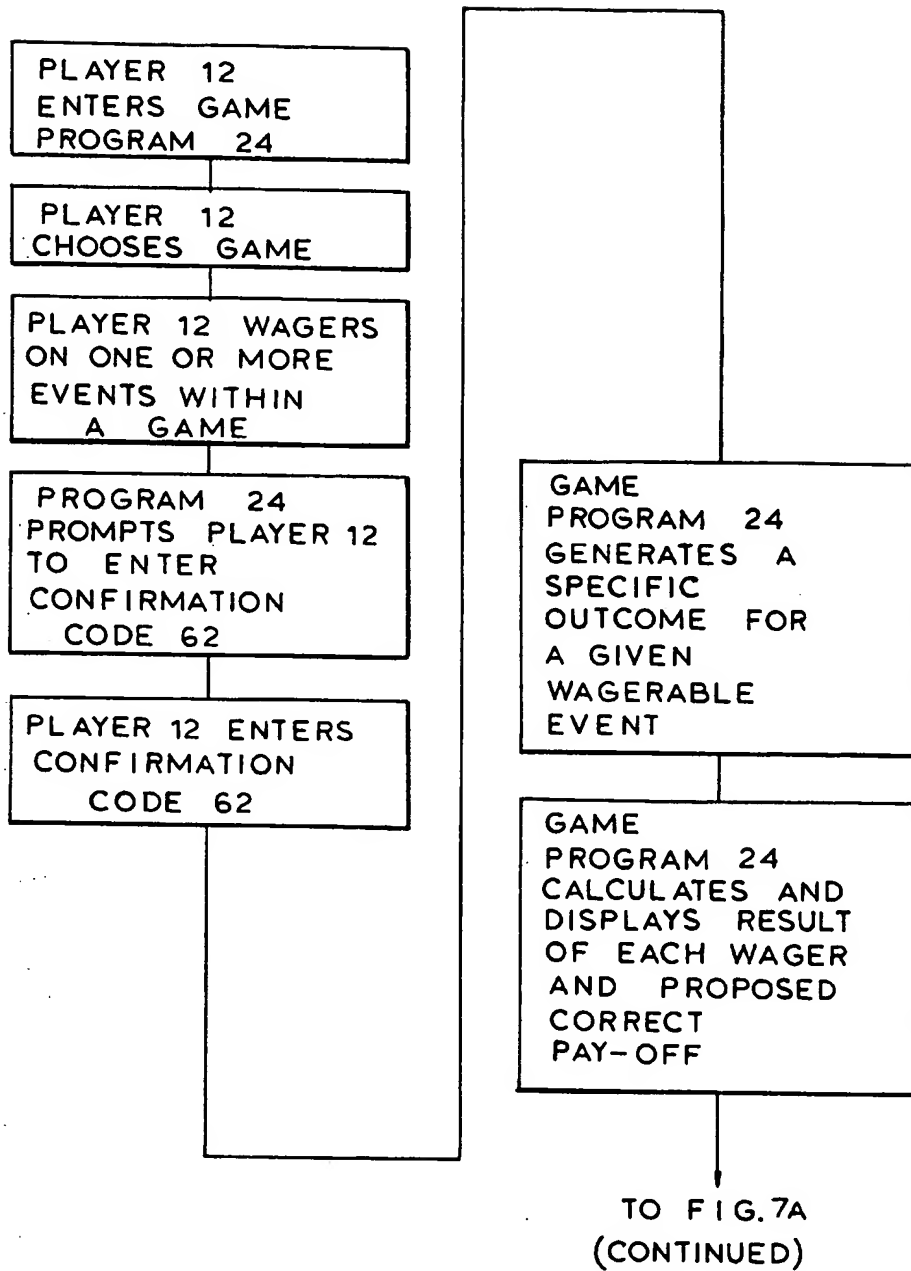 PLAYER 12
ENTERS GAME
PROGRAM 24
PLAYER 12
CHOOSES GAME
PLAYER 12 WAGERS
ON ONE OR MORE
EVENTS WITHIN
A GAME
PROGRAM 24
PROMPTS PLAYER 12
TO ENTER
CONFIRMATION
CODE 62
PLAYER 12 ENTERS
CONFIRMATION
CODE 62
GAME
PROGRAM 24
GENERATES A
SPECIFIC
OUTCOME FOR
A GIVEN
WAGERABLE
EVENT
GAME
PROGRAM 24
CALCULATES AND
DISPLAYS RESULT
OF EACH WAGER
AND PROPOSED
CORRECT
PAY-OFF
TO FIG. 7A
(CONTINUED)